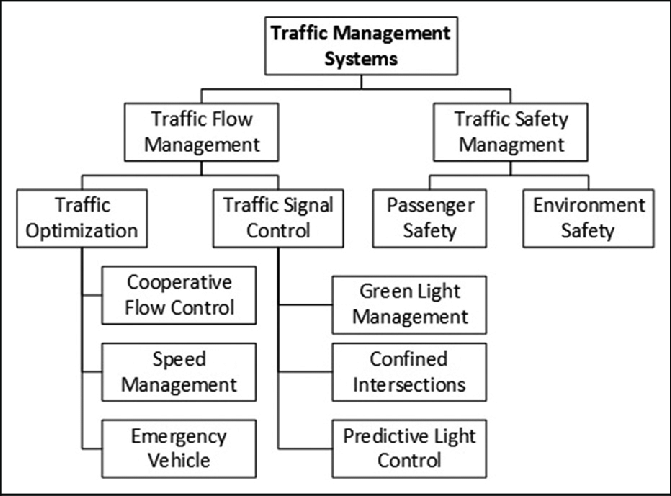 Traffic Management
Systems
Traffic Flow
Management
Traffic Safety
Managment
Traffic
Optimization
Traffic Signal
Control
Passenger
Safety
Environment
Safety
Cooperative
Flow Control
Green Light
Management
Speed
Management
Confined
Intersections
Emergency
Vehicle
Predictive Light
Control